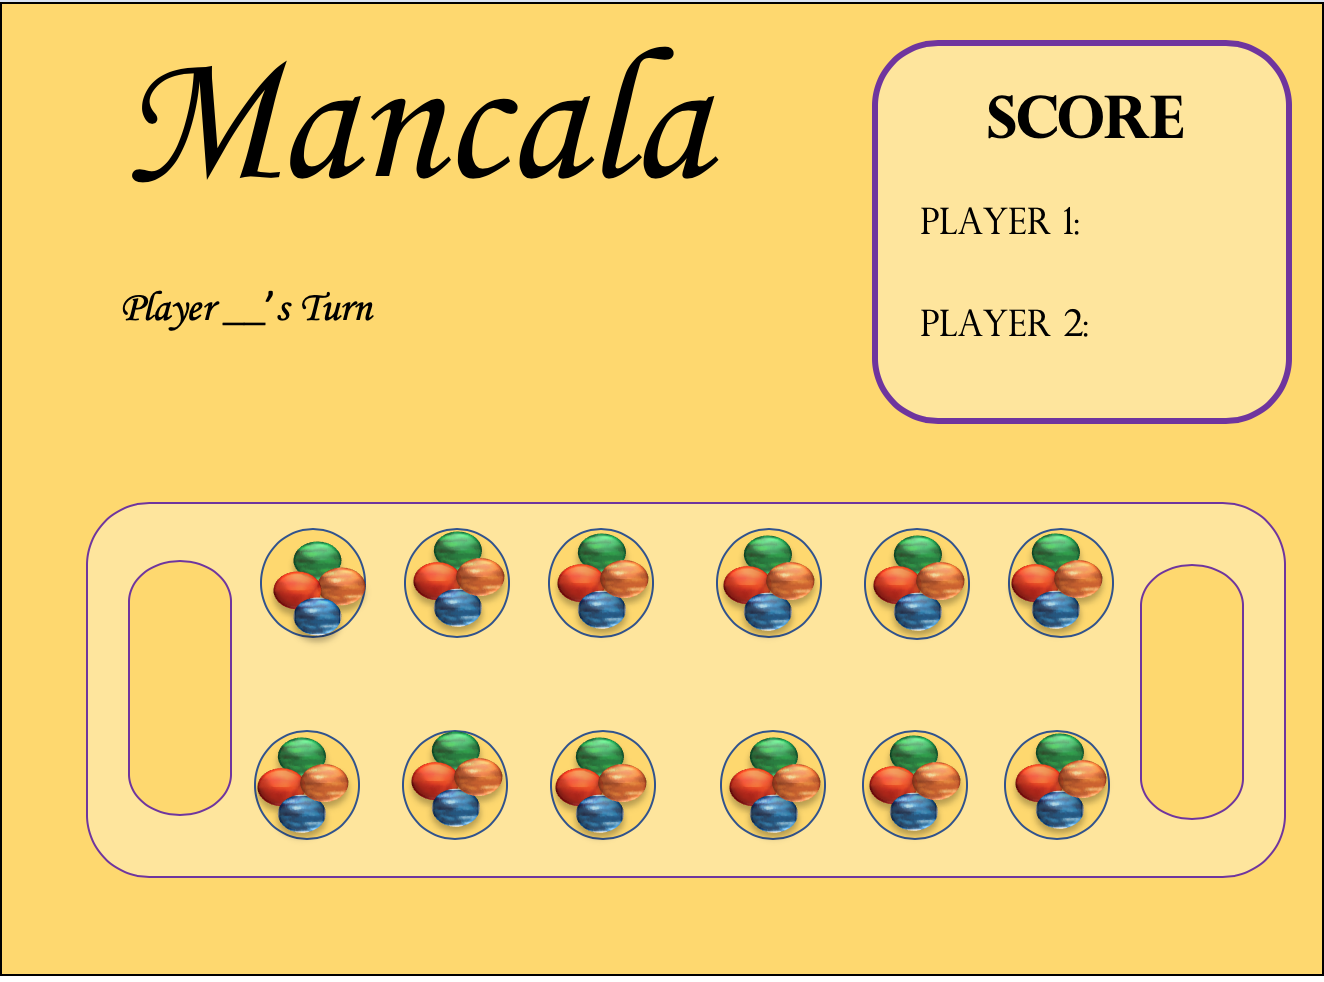 Mancala
SCORE
PLAYER 1:
Player __’s Turn
PLAYER 2: